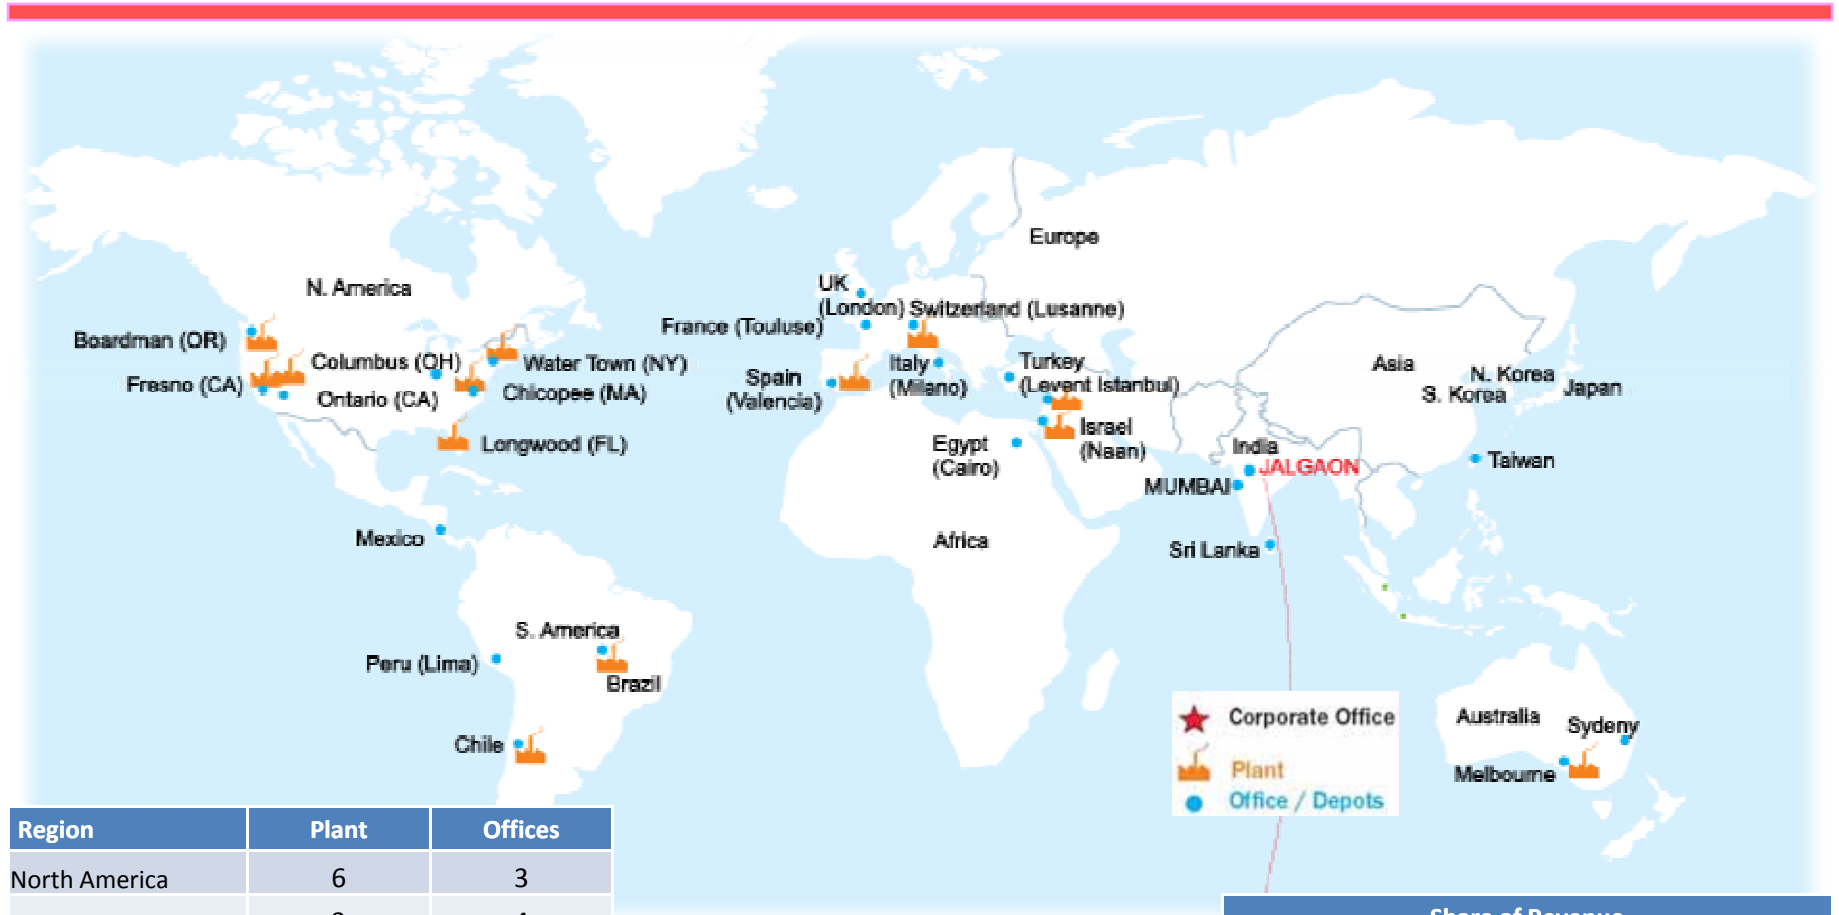 Europe
N. America
UK
(London)
Switzerland (Lusanne)
France (Touluse)
Boardman (OR)
Columbus (OH)
Water Town (NY)
Italy
(Milano)
Turkey
(Levent Istanbul)
Asia
N. Korea
Japan
Fresno (CA)
Ontario (CA)
Chicopee (MA)
Spain
(Valencia)
S. Korea
Longwood (FL)
Egypt
(Cairo)
Israel
(Naan)
India
JALGAON
Taiwan
MUMBAI
Mexico
Africa
Sri Lanka
S. America
Peru (Lima)
Brazil
Chile
Corporate Office
Plant
Office / Depots
Australia
Sydeny
Melbourne
Region Plant Offices
North America 6 3
Share of Revenue